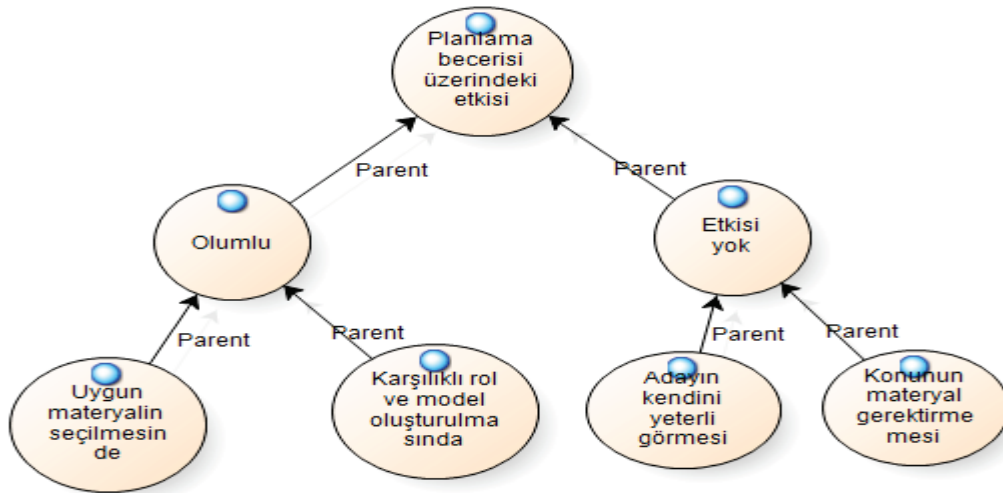 Planlama
becerisi
üzerindeki
etkisi
Parent
Parent
Olumlu
Etkisi
yok
Parent
Parent
Parent
Parent
Uygun
materyalin
seçilmesin
de
Karşılıklı rol
ve model
oluşturulma
sında
Adayın
kendini
yeterli
görmesi
Konunun
materyal
gerektirme
mesi